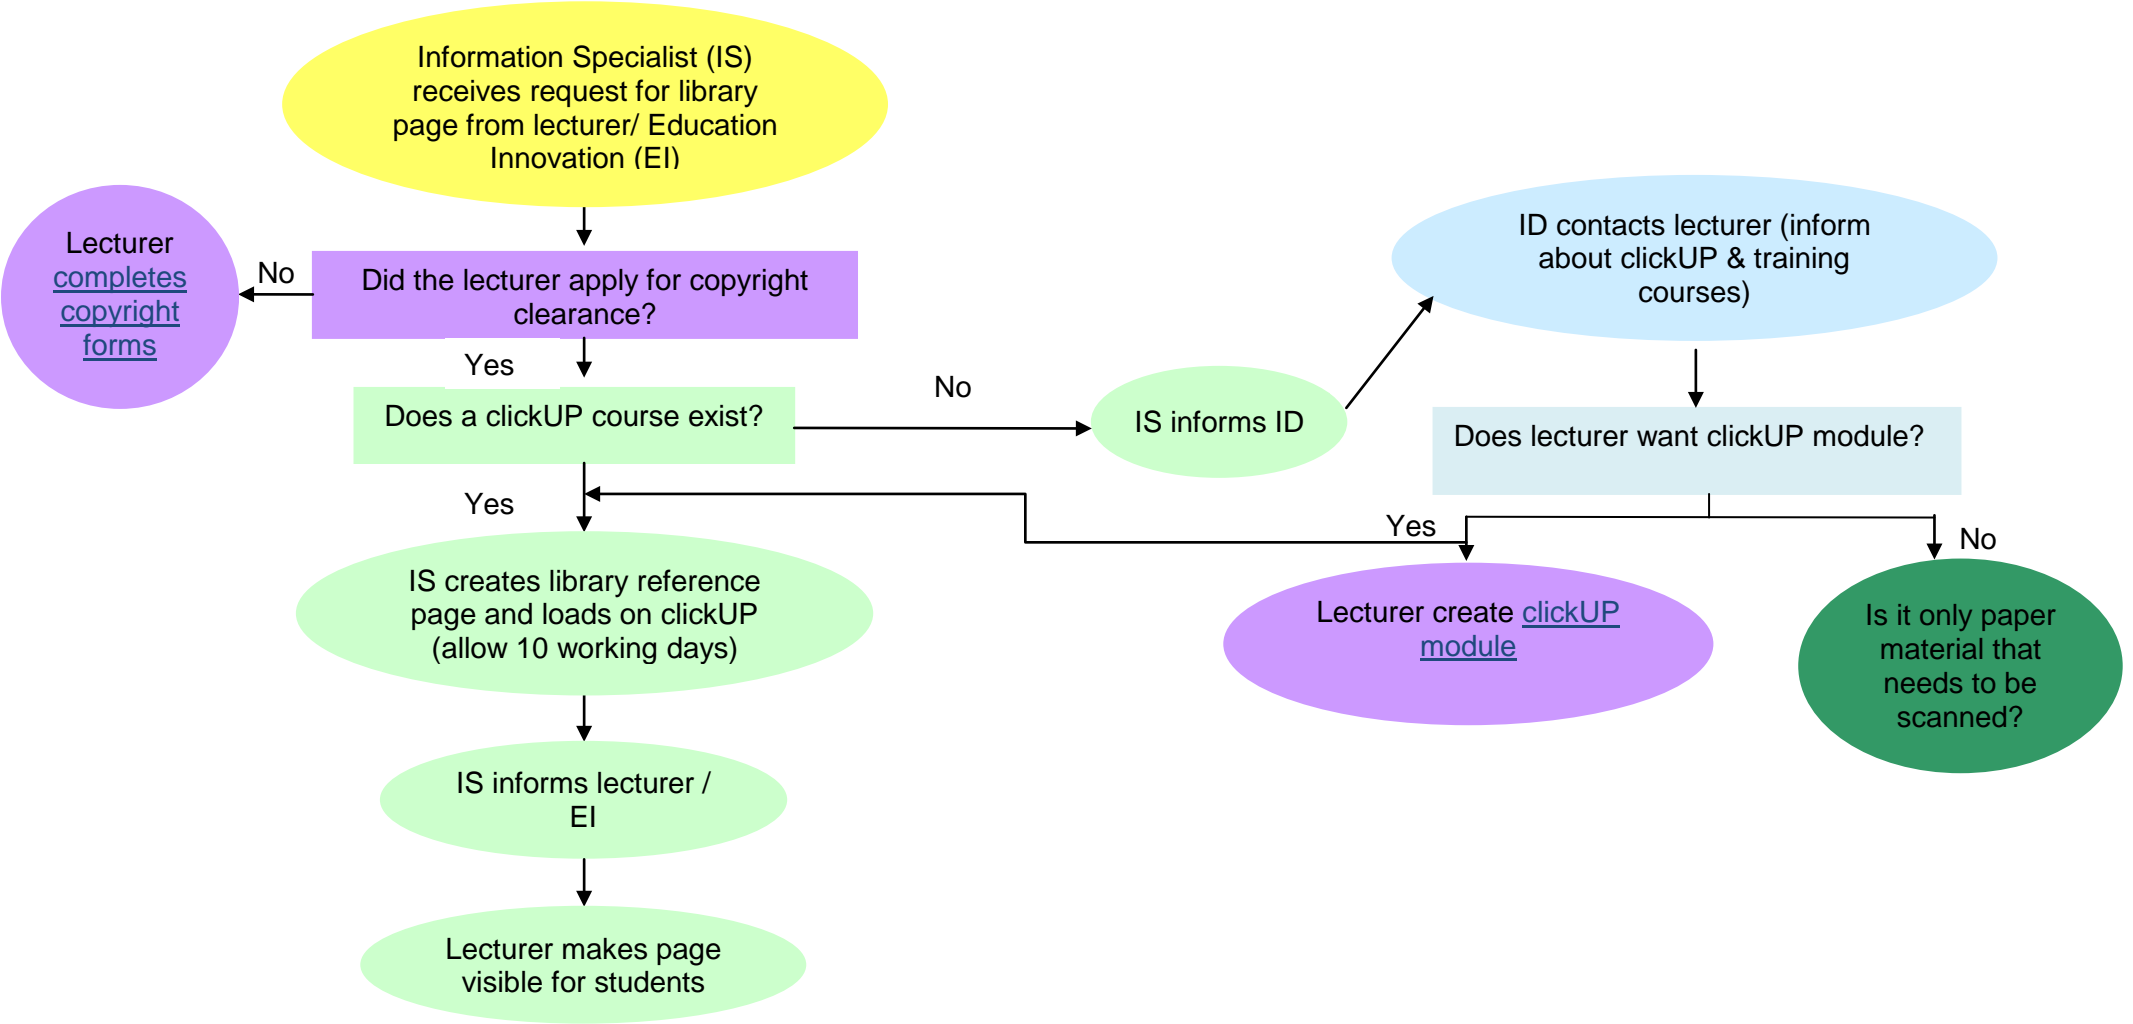 Information Specialist (IS)
receives request for library
page from lecturer/ Education
Innovation (EI)
Lecturer
completes
copyright
forms
No
Did the lecturer apply for copyright
clearance?
Yes
Does a clickUP course exist?
No
IS informs ID
ID contacts lecturer (inform
about clickUP & training
courses)
Does lecturer want clickUP module?
Yes
No
Lecturer create clickUP
module
Is it only paper
material that
needs to be
scanned?
Yes
IS creates library reference
page and loads on clickUP
(allow 10 working days)
IS informs lecturer /
EI
Lecturer makes page
visible for students